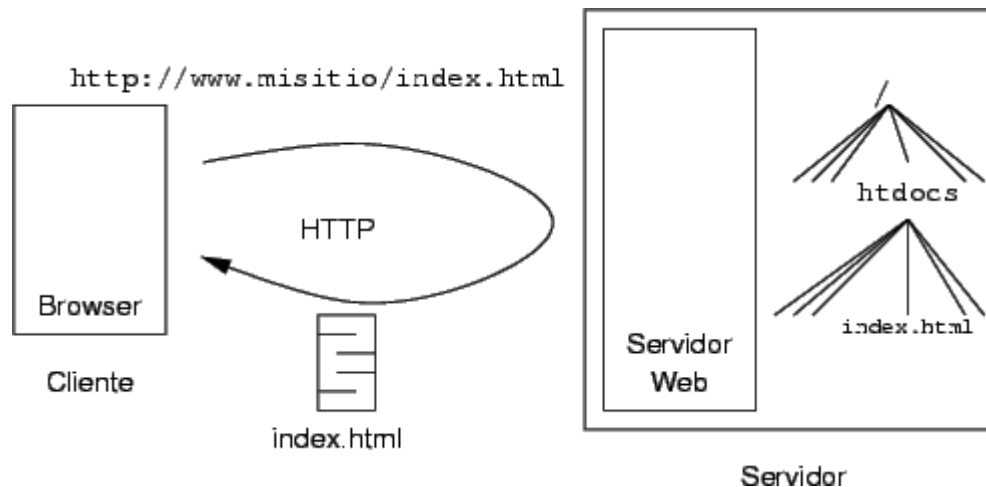 http://www.misitio/index.html
/
htdocs
HTTP
Browser
index.html
Servidor
Web
Cliente
index.html
Servidor